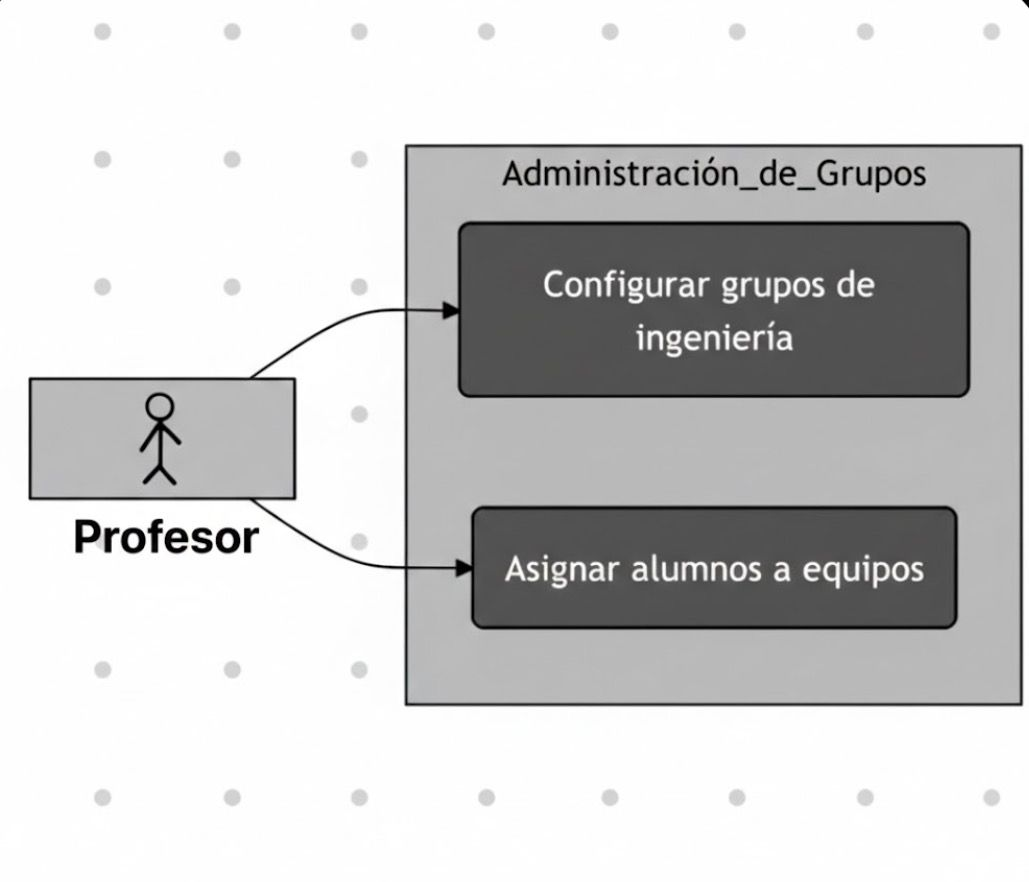 Administración_de_Grupos
Configurar grupos de
ingeniería
Profesor
Asignar alumnos a equipos